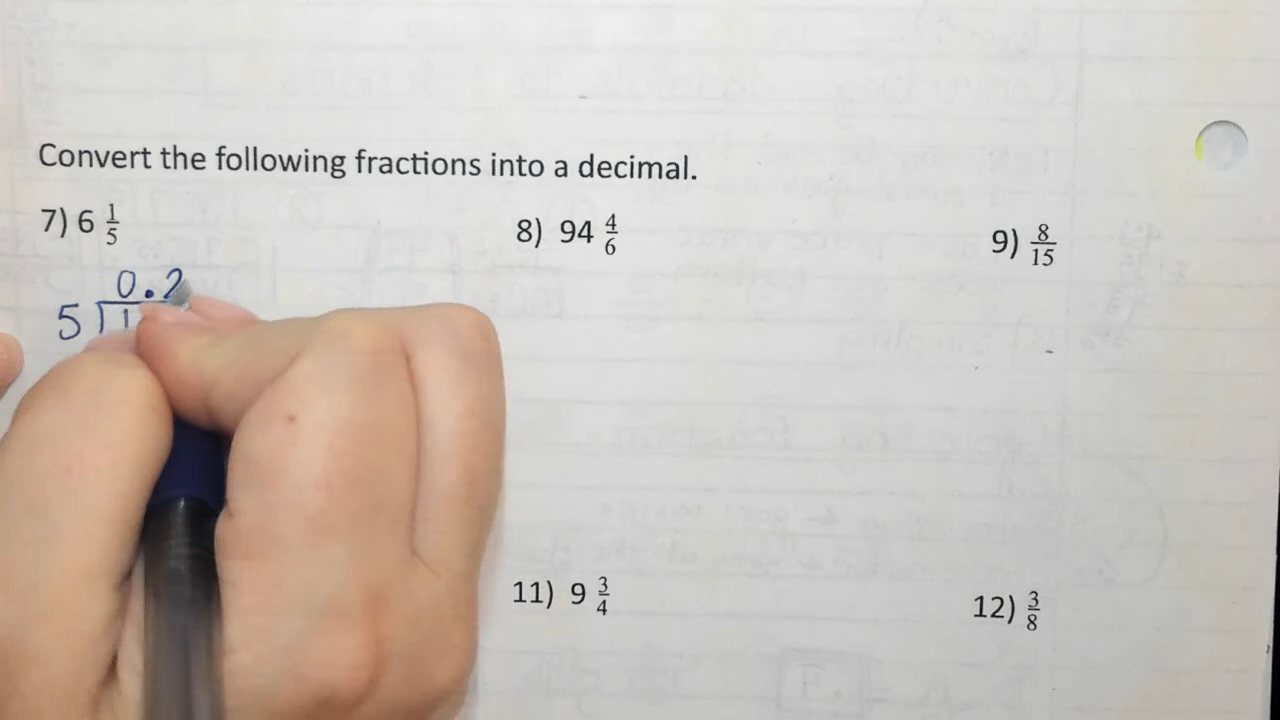 Convert the following fractions into a decimal.
7) 6 1/5
8) 94 4/6
9) 8/15
0.2
5 1
11) 9 3/4
12) 3/8